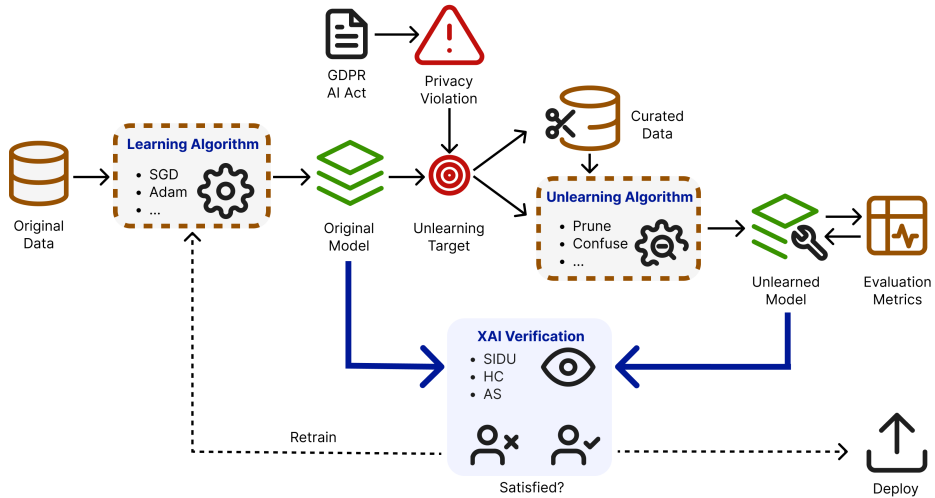 GDPR
AI Act
Privacy
Violation
Curated
Data
Learning Algorithm
• SGD
• Adam
• ...
Unlearning Algorithm
• Prune
• Confuse
• ...
Original
Data
Original
Model
Unlearning
Target
Unlearned
Model
Evaluation
Metrics
XAI Verification
• SIDU
• HC
• AS
Retrain
Satisfied?
Deploy